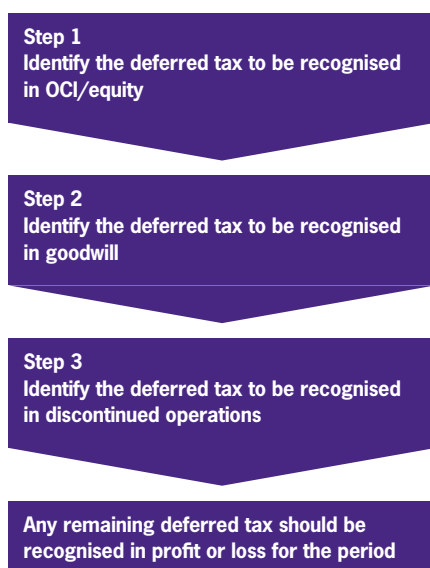 Step 1
Identify the deferred tax to be recognised
in OCI/equity
Step 2
Identify the deferred tax to be recognised
in goodwill
Step 3
Identify the deferred tax to be recognised
in discontinued operations
Any remaining deferred tax should be
recognised in profit or loss for the period